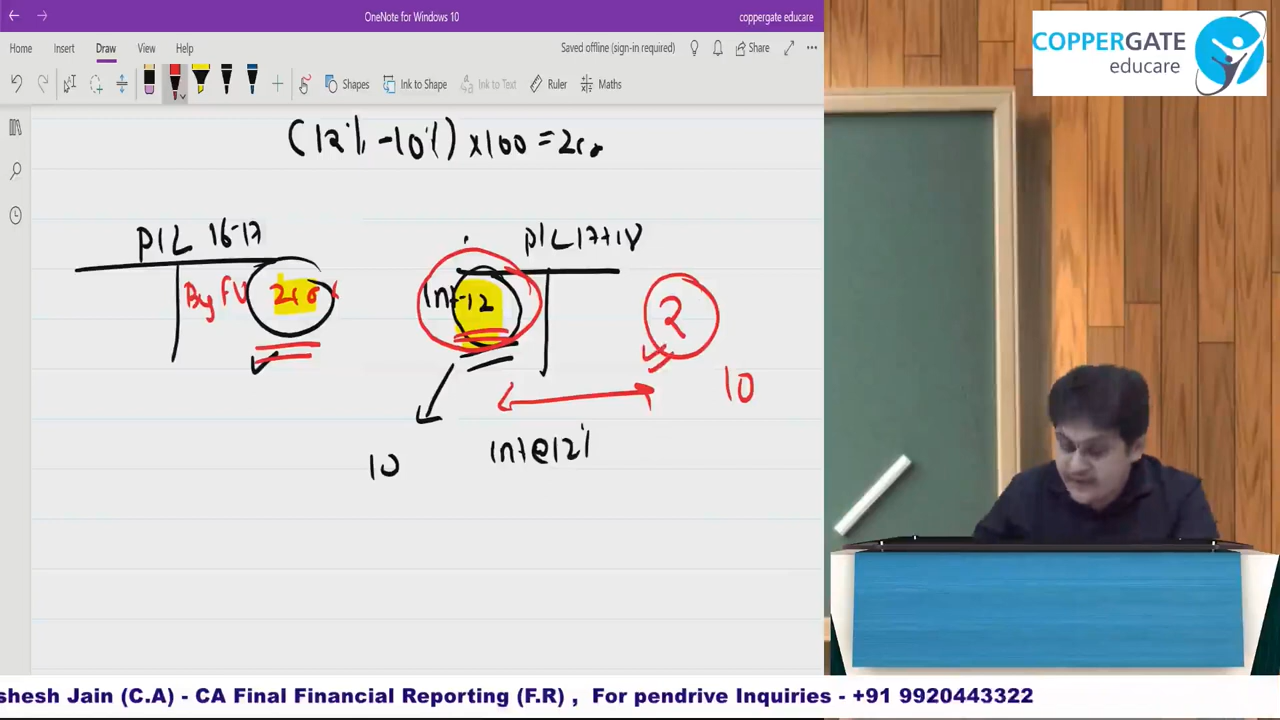 OneNote for Windows 10
coppergate educare
Home Insert Draw View Help
Saved offline (sign-in required)
Share
Shapes
Ink to Shape
Ink to Text
Ruler
Maths
COPPERGATE
educare
(12% - 10%) x100 = 2cr
P/L 16-17
P/L 17-18
By FV 2cr
Int-12
2
10
Int@12%
10
shesh Jain (C.A) - CA Final Financial Reporting (F.R) , For pendrive Inquiries - +91 9920443322